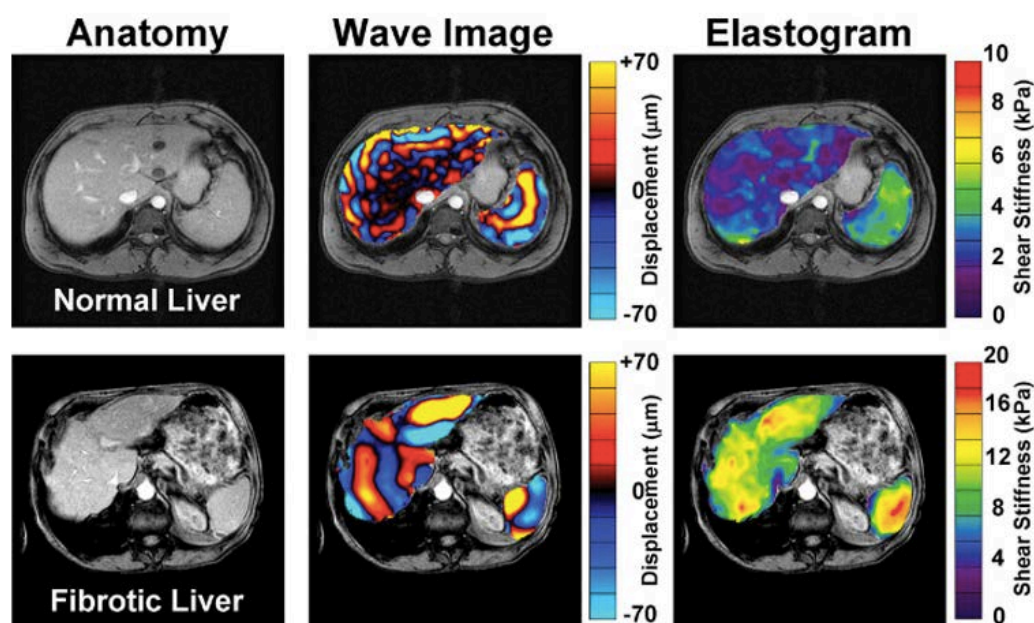 Anatomy
Wave Image
Elastogram
Normal Liver
+70
0
-70
Displacement (μm)
10
8
6
4
2
0
Shear Stiffness (kPa)
Fibrotic Liver
+70
0
-70
Displacement (μm)
20
16
12
8
4
0
Shear Stiffness (kPa)